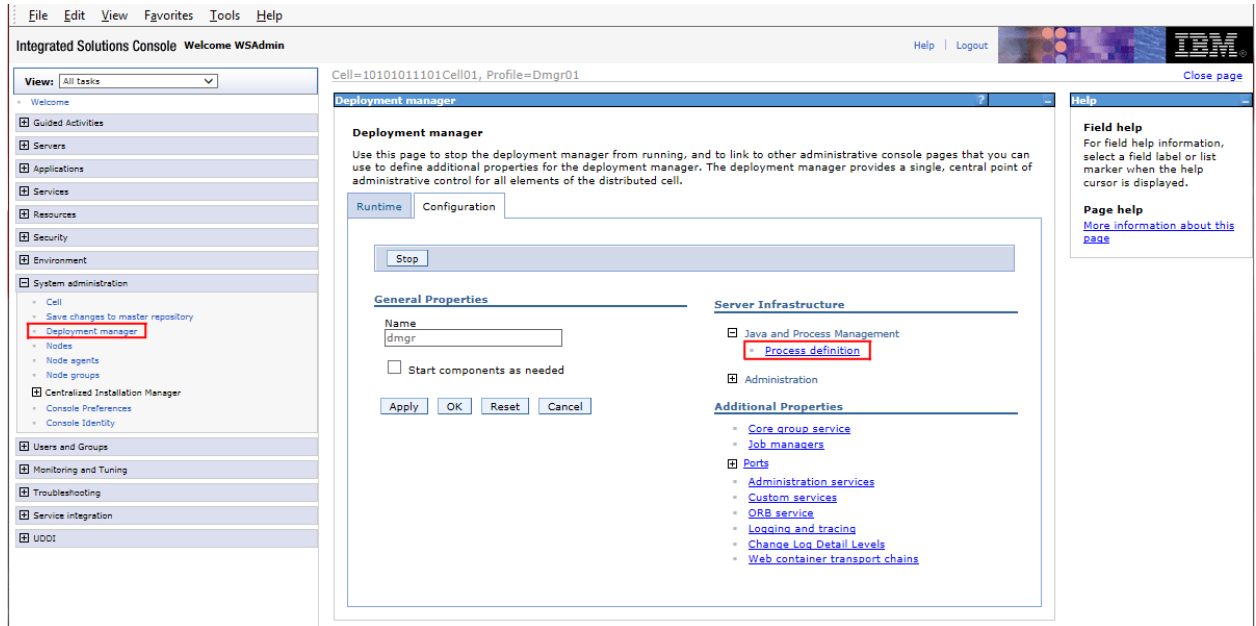 File Edit View Favorites Tools Help
Integrated Solutions Console Welcome WSAdmin
Help | Logout
IBM®
View: All tasks
Welcome
Guided Activities
Servers
Applications
Services
Resources
Security
Environment
System administration
Cell
Save changes to master repository
Deployment manager
Nodes
Node agents
Node groups
Centralized Installation Manager
Console Preferences
Console Identity
Users and Groups
Monitoring and Tuning
Troubleshooting
Service integration
UDDI
Cell=10101011101Cell01, Profile=Dmgr01
Close page
Deployment manager
? –
Deployment manager
Use this page to stop the deployment manager from running, and to link to other administrative console pages that you can
use to define additional properties for the deployment manager. The deployment manager provides a single, central point of
administrative control for all elements of the distributed cell.
Runtime Configuration
Stop
General Properties
Name
dmgr
Start components as needed
Apply OK Reset Cancel
Server Infrastructure
Java and Process Management
Process definition
Administration
Additional Properties
Core group service
Job managers
Ports
Administration services
Custom services
ORB service
Logging and tracing
Change Log Detail Levels
Web container transport chains
Help –
Field help
For field help information,
select a field label or list
marker when the help
cursor is displayed.
Page help
More information about this
page